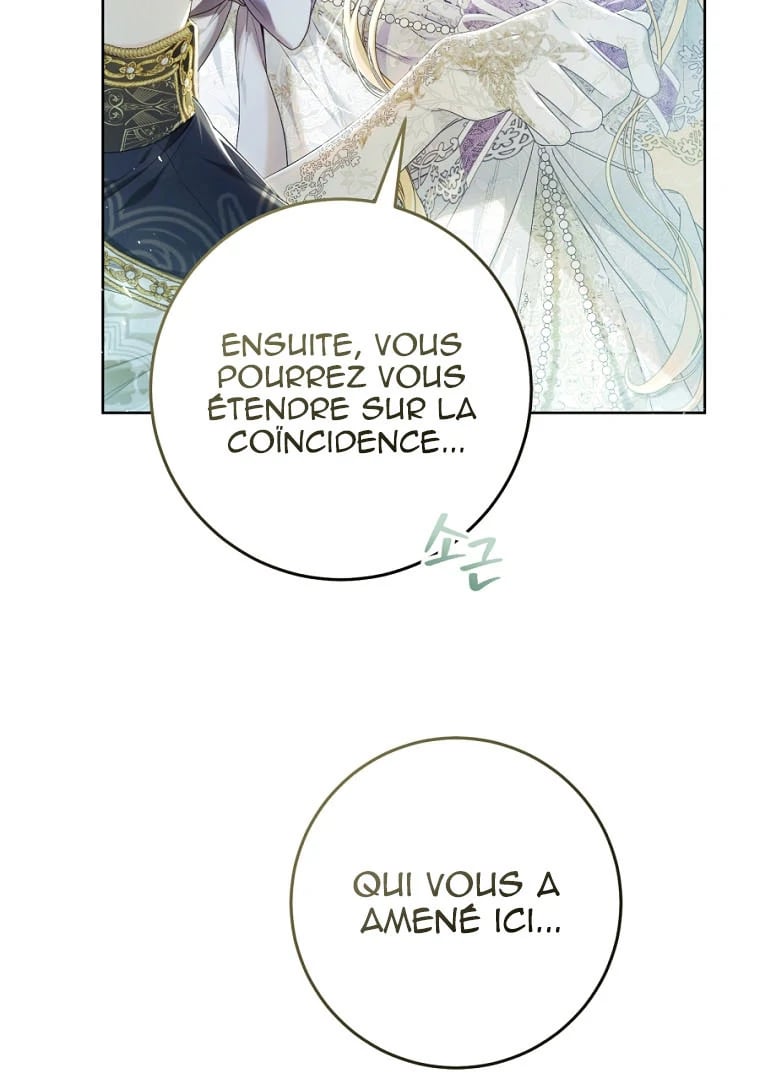 ENSUITE, VOUS
POURREZ VOUS
ÉTENDRE SUR LA
COÏNCIDENCE...
소근
QUI VOUS A
AMENÉ ICI...